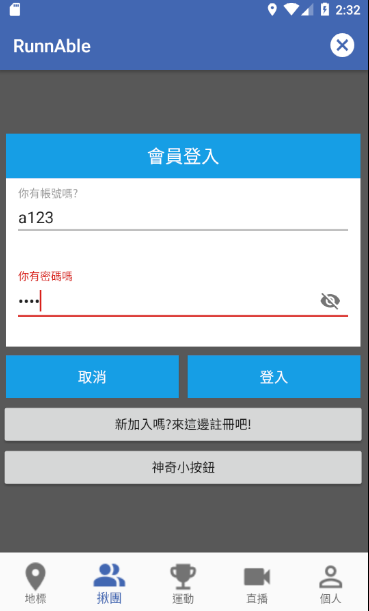 2:32
RunnAble
會員登入
你有帳號嗎?
a123
你有密碼嗎
••••
取消
登入
新加入嗎?來這邊註冊吧!
神奇小按鈕
地標
揪團
運動
直播
個人